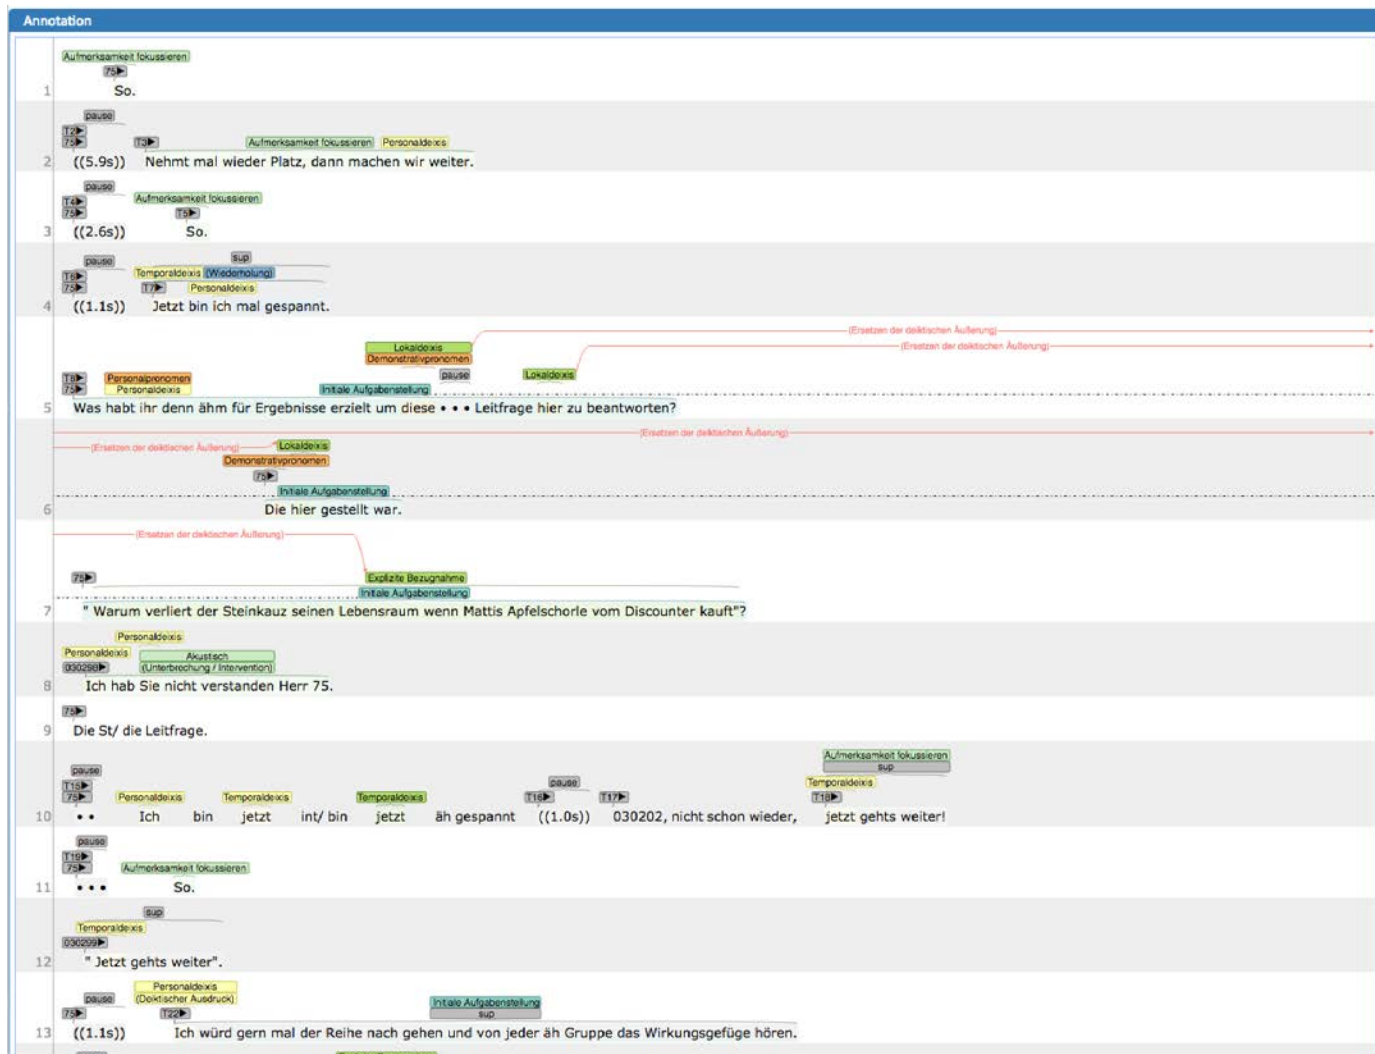 Annotation
Aufmerksamkeit fokussieren
75
1 So.
pause
T2
75 T3 Aufmerksamkeit fokussieren Personaldeixis
2 ((5.9s)) Nehmt mal wieder Platz, dann machen wir weiter.
pause
T4 Aufmerksamkeit fokussieren
75 T5
3 ((2.6s)) So.
sup
pause
T6 Temporaldeixis (Wiederholung)
75 T7 Personaldeixis
4 ((1.1s)) Jetzt bin ich mal gespannt.
(Ersetzen der deiktischen Äußerung)
Lokaldeixis (Ersetzen der deiktischen Äußerung)
Demonstrativpronomen
T8 Personalpronomen pause Lokaldeixis
75 Personaldeixis Initiale Aufgabenstellung
5 Was habt ihr denn ähm für Ergebnisse erzielt um diese • • • Leitfrage hier zu beantworten?
(Ersetzen der deiktischen Äußerung)
(Ersetzen der deiktischen Äußerung) Lokaldeixis
Demonstrativpronomen
75
Initiale Aufgabenstellung
6 Die hier gestellt war.
(Ersetzen der deiktischen Äußerung)
75 Explizite Bezugnahme
Initiale Aufgabenstellung
7 " Warum verliert der Steinkauz seinen Lebensraum wenn Mattis Apfelschorle vom Discounter kauft"?
Personaldeixis
Personaldeixis Akustisch
030298 (Unterbrechung / Intervention)
8 Ich hab Sie nicht verstanden Herr 75.
75
9 Die St/ die Leitfrage.
Aufmerksamkeit fokussieren
pause sup
T15 pause Temporaldeixis
75 Personaldeixis Temporaldeixis Temporaldeixis T16 T17 T18
10 • • Ich bin jetzt int/ bin jetzt äh gespannt ((1.0s)) 030202, nicht schon wieder, jetzt gehts weiter!
pause
T19
75 Aufmerksamkeit fokussieren
11 • • • So.
sup
Temporaldeixis
030299
12 " Jetzt gehts weiter".
Personaldeixis
pause (Deiktischer Ausdruck) Initiale Aufgabenstellung
75 T22 sup
13 ((1.1s)) Ich würd gern mal der Reihe nach gehen und von jeder äh Gruppe das Wirkungsgefüge hören.